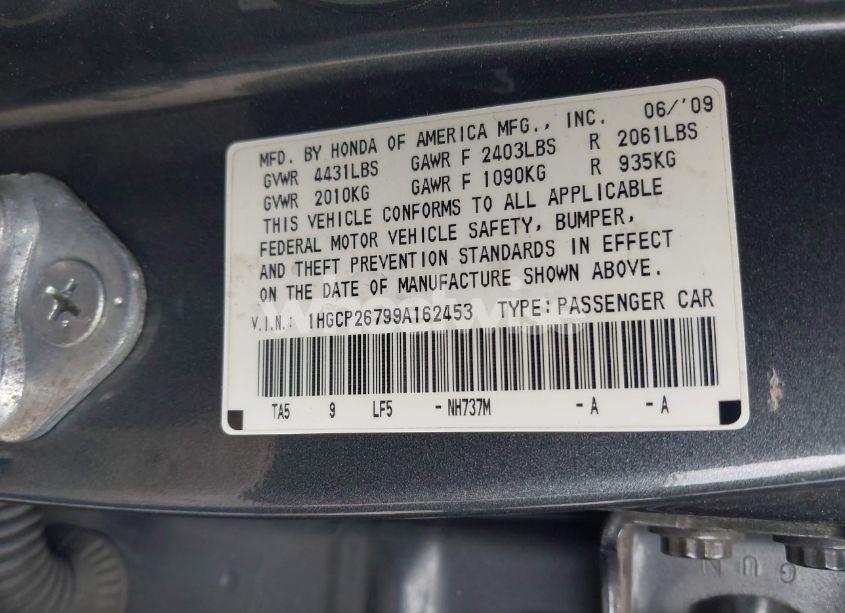 MFD. BY HONDA OF AMERICA MFG., INC. 06/'09
GVWR 4431LBS GAWR F 2403LBS R 2061LBS
GVWR 2010KG GAWR F 1090KG R 935KG
THIS VEHICLE CONFORMS TO ALL APPLICABLE
FEDERAL MOTOR VEHICLE SAFETY, BUMPER,
AND THEFT PREVENTION STANDARDS IN EFFECT
ON THE DATE OF MANUFACTURE SHOWN ABOVE.
V.I.N.: 1HGCP26799A162453 TYPE:PASSENGER CAR
TA5 9 LF5 -NH737M -A -A
G U N